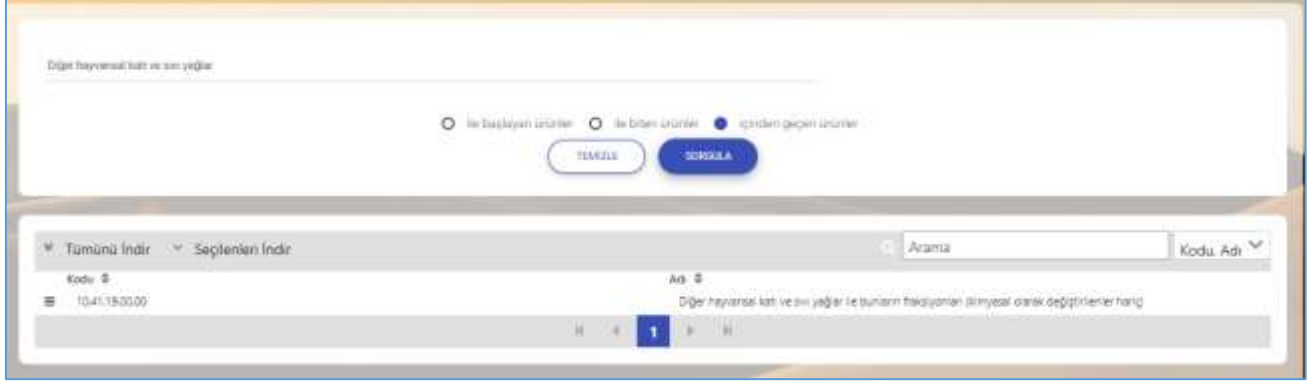 Diğer hayvansal katı ve sıvı yağlar
ile başlayan ürünler ile biten ürünler içinden geçen ürünler
TEMİZLE SORGULA
Tümünü İndir Seçilenleri İndir Arama Kodu, Adı
Kodu Adı
10.41.19.00.00 Diğer hayvansal katı ve sıvı yağlar ile bunların fraksiyonları (kimyasal olarak değiştirilenler hariç)
1